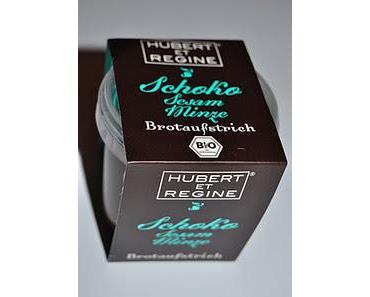 HUBERT
ET
REGINE®
Schoko
Sesam
Minze
Brotaufstrich
BIO
HUBERT®
ET
REGINE
Schoko
Sesam
Minze
Brotaufstrich